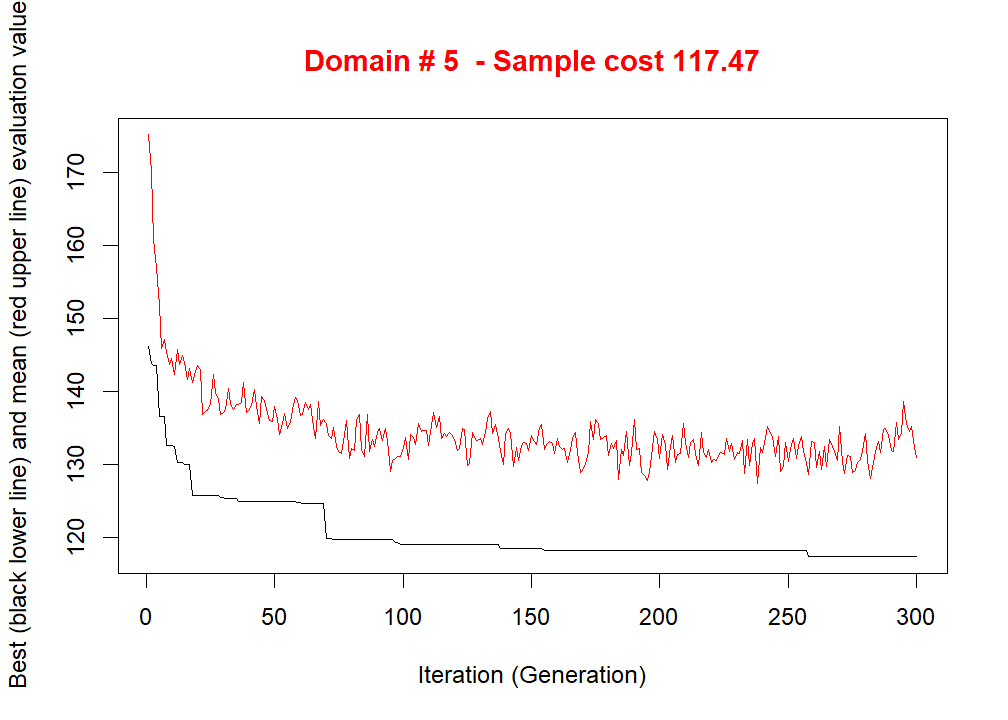 Domain # 5  - Sample cost 117.47
Best (black lower line) and mean (red upper line) evaluation value
170
160
150
140
130
120
0 50 100 150 200 250 300
Iteration (Generation)